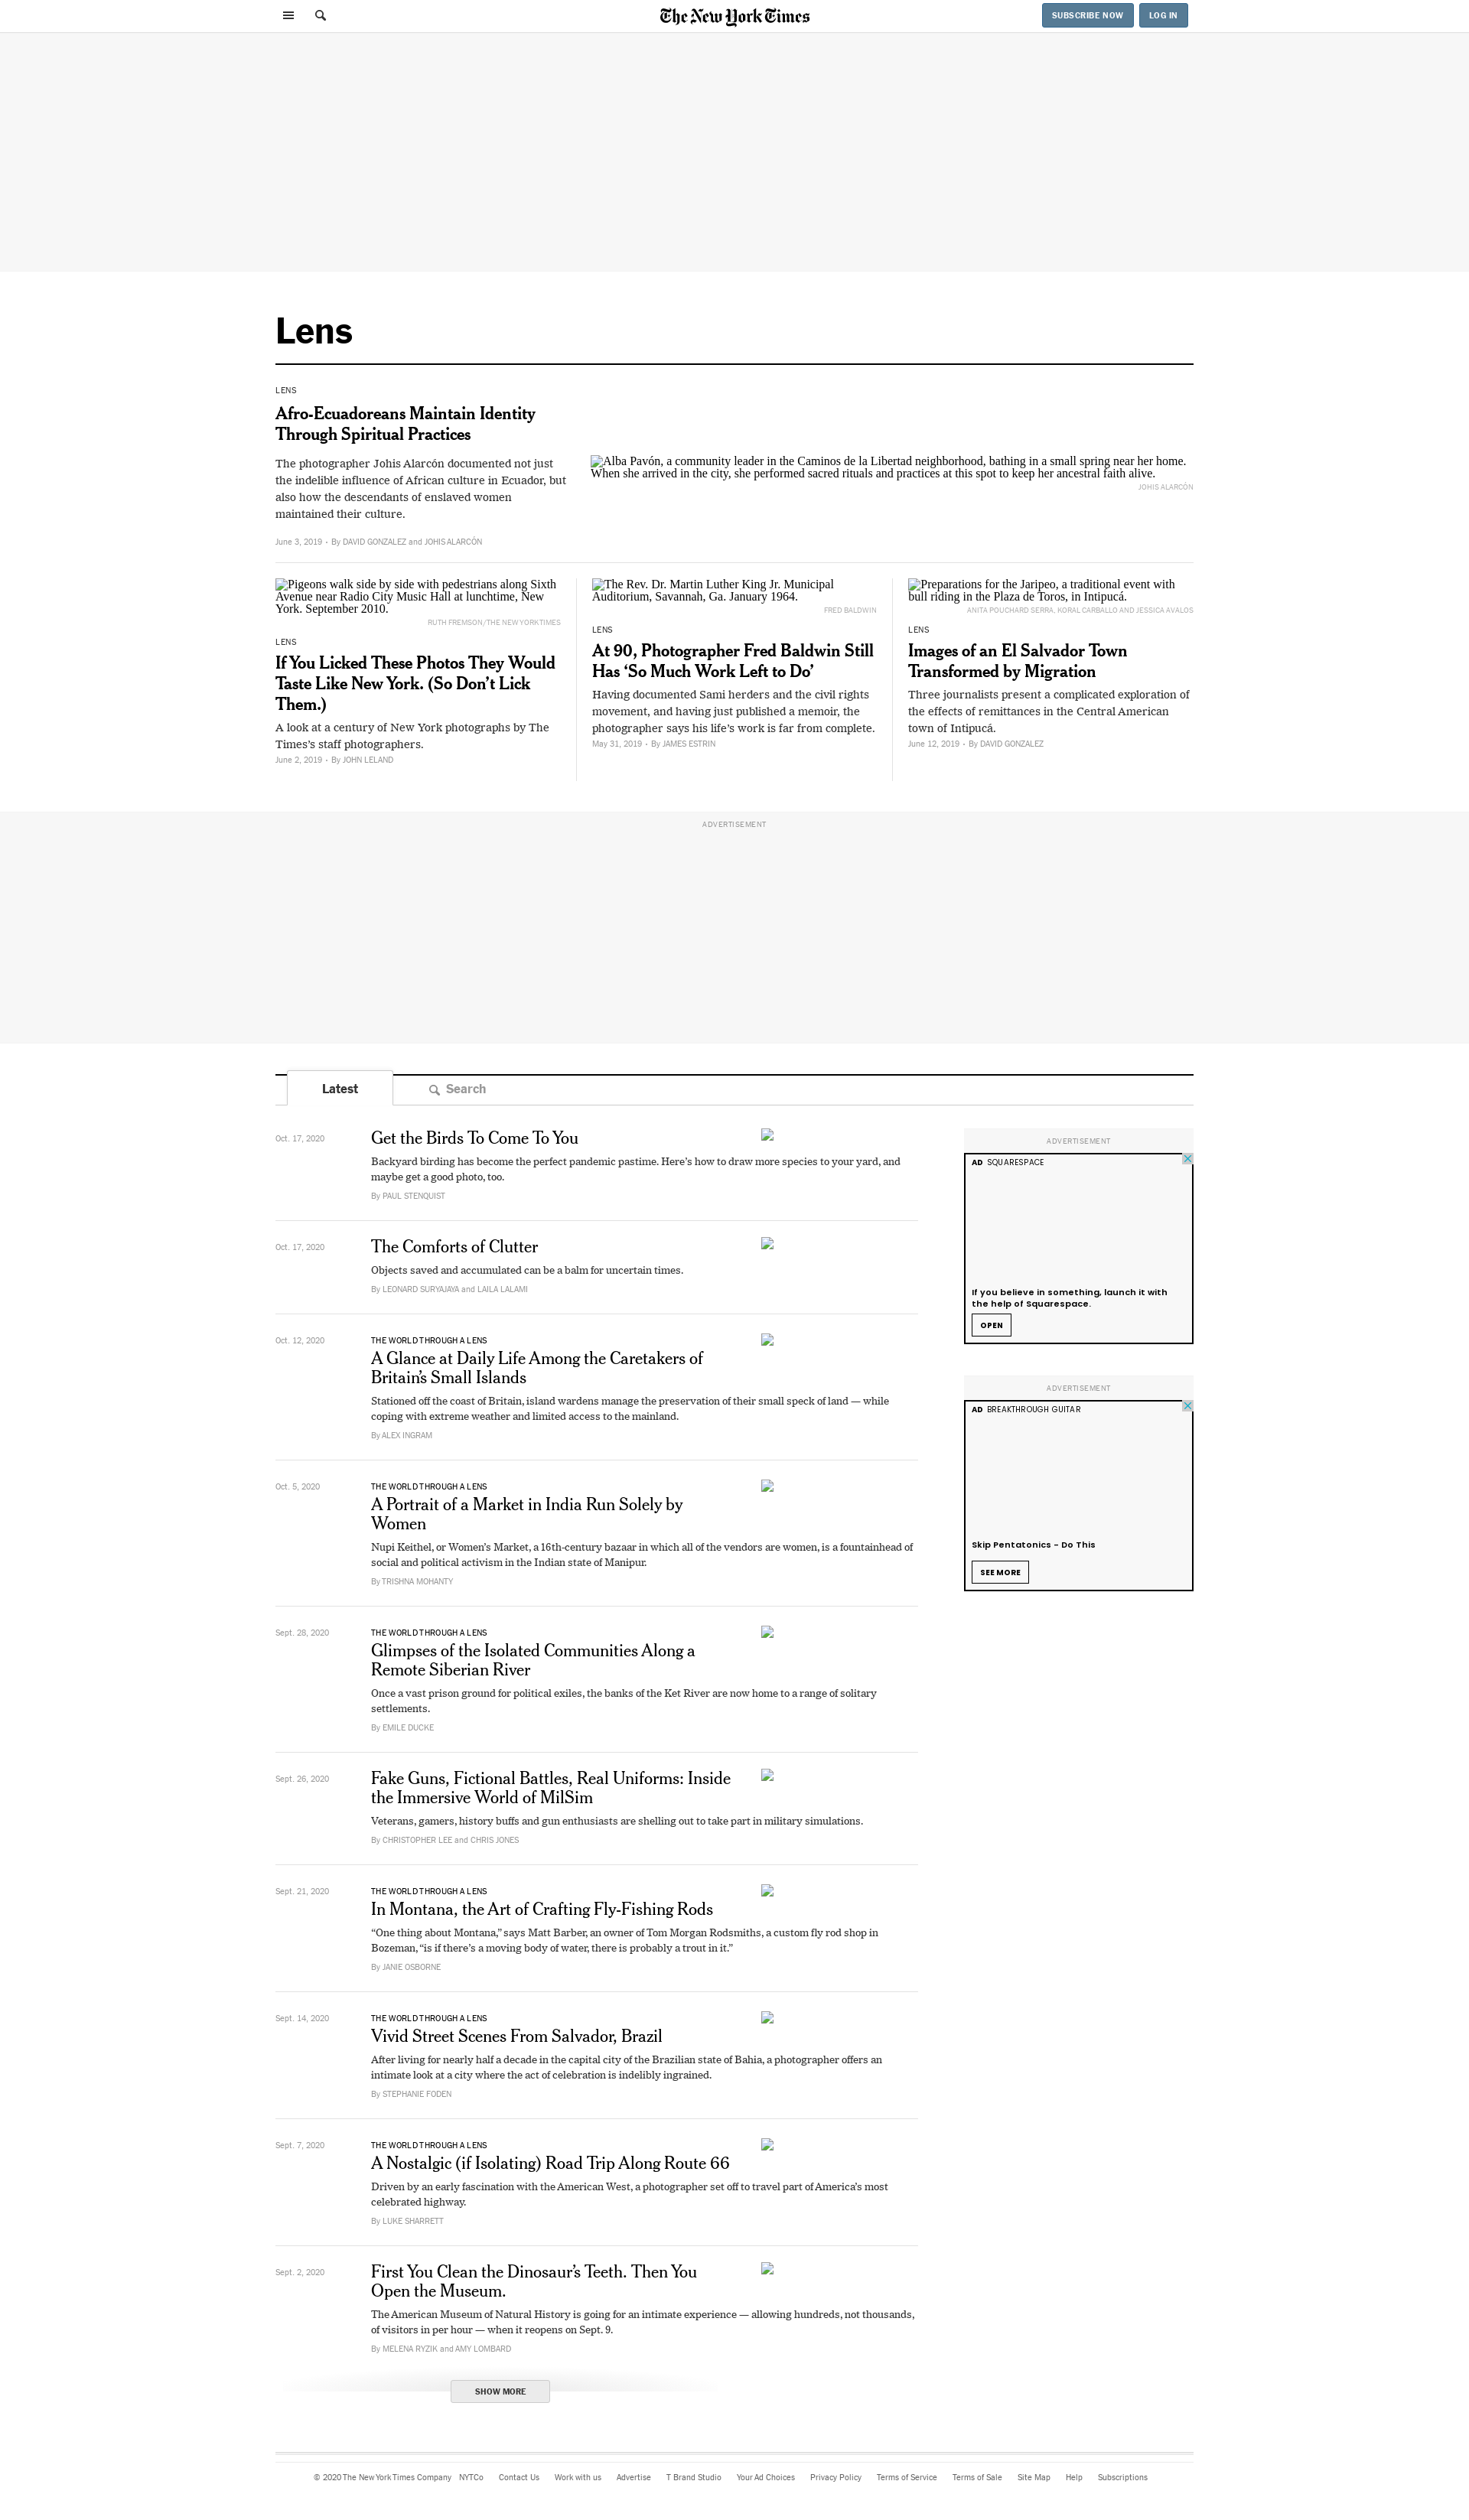 The New York Times
SUBSCRIBE NOW
LOG IN
Lens
LENS
Afro-Ecuadoreans Maintain Identity
Through Spiritual Practices
The photographer Johis Alarcón documented not just
the indelible influence of African culture in Ecuador, but
also how the descendants of enslaved women
maintained their culture.
June 3, 2019 • By DAVID GONZALEZ and JOHIS ALARCÓN
Alba Pavón, a community leader in the Caminos de la Libertad neighborhood, bathing in a small spring near her home.
When she arrived in the city, she performed sacred rituals and practices at this spot to keep her ancestral faith alive.
JOHIS ALARCÓN
Pigeons walk side by side with pedestrians along Sixth
Avenue near Radio City Music Hall at lunchtime, New
York. September 2010.
RUTH FREMSON/THE NEW YORK TIMES
LENS
If You Licked These Photos They Would
Taste Like New York. (So Don’t Lick
Them.)
A look at a century of New York photographs by The
Times’s staff photographers.
June 2, 2019 • By JOHN LELAND
The Rev. Dr. Martin Luther King Jr. Municipal
Auditorium, Savannah, Ga. January 1964.
FRED BALDWIN
LENS
At 90, Photographer Fred Baldwin Still
Has ‘So Much Work Left to Do’
Having documented Sami herders and the civil rights
movement, and having just published a memoir, the
photographer says his life’s work is far from complete.
May 31, 2019 • By JAMES ESTRIN
Preparations for the Jaripeo, a traditional event with
bull riding in the Plaza de Toros, in Intipucá.
ANITA POUCHARD SERRA, KORAL CARBALLO AND JESSICA AVALOS
LENS
Images of an El Salvador Town
Transformed by Migration
Three journalists present a complicated exploration of
the effects of remittances in the Central American
town of Intipucá.
June 12, 2019 • By DAVID GONZALEZ
ADVERTISEMENT
Latest
Search
Oct. 17, 2020
Get the Birds To Come To You
Backyard birding has become the perfect pandemic pastime. Here’s how to draw more species to your yard, and
maybe get a good photo, too.
By PAUL STENQUIST
Oct. 17, 2020
The Comforts of Clutter
Objects saved and accumulated can be a balm for uncertain times.
By LEONARD SURYAJAYA and LAILA LALAMI
Oct. 12, 2020
THE WORLD THROUGH A LENS
A Glance at Daily Life Among the Caretakers of
Britain’s Small Islands
Stationed off the coast of Britain, island wardens manage the preservation of their small speck of land — while
coping with extreme weather and limited access to the mainland.
By ALEX INGRAM
Oct. 5, 2020
THE WORLD THROUGH A LENS
A Portrait of a Market in India Run Solely by
Women
Nupi Keithel, or Women’s Market, a 16th-century bazaar in which all of the vendors are women, is a fountainhead of
social and political activism in the Indian state of Manipur.
By TRISHNA MOHANTY
Sept. 28, 2020
THE WORLD THROUGH A LENS
Glimpses of the Isolated Communities Along a
Remote Siberian River
Once a vast prison ground for political exiles, the banks of the Ket River are now home to a range of solitary
settlements.
By EMILE DUCKE
Sept. 26, 2020
Fake Guns, Fictional Battles, Real Uniforms: Inside
the Immersive World of MilSim
Veterans, gamers, history buffs and gun enthusiasts are shelling out to take part in military simulations.
By CHRISTOPHER LEE and CHRIS JONES
Sept. 21, 2020
THE WORLD THROUGH A LENS
In Montana, the Art of Crafting Fly-Fishing Rods
“One thing about Montana,” says Matt Barber, an owner of Tom Morgan Rodsmiths, a custom fly rod shop in
Bozeman, “is if there’s a moving body of water, there is probably a trout in it.”
By JANIE OSBORNE
Sept. 14, 2020
THE WORLD THROUGH A LENS
Vivid Street Scenes From Salvador, Brazil
After living for nearly half a decade in the capital city of the Brazilian state of Bahia, a photographer offers an
intimate look at a city where the act of celebration is indelibly ingrained.
By STEPHANIE FODEN
Sept. 7, 2020
THE WORLD THROUGH A LENS
A Nostalgic (if Isolating) Road Trip Along Route 66
Driven by an early fascination with the American West, a photographer set off to travel part of America’s most
celebrated highway.
By LUKE SHARRETT
Sept. 2, 2020
First You Clean the Dinosaur’s Teeth. Then You
Open the Museum.
The American Museum of Natural History is going for an intimate experience — allowing hundreds, not thousands,
of visitors in per hour — when it reopens on Sept. 9.
By MELENA RYZIK and AMY LOMBARD
SHOW MORE
ADVERTISEMENT
AD SQUARESPACE
If you believe in something, launch it with
the help of Squarespace.
OPEN
ADVERTISEMENT
AD BREAKTHROUGH GUITAR
Skip Pentatonics - Do This
SEE MORE
© 2020 The New York Times Company NYTCo Contact Us Work with us Advertise T Brand Studio Your Ad Choices Privacy Policy Terms of Service Terms of Sale Site Map Help Subscriptions